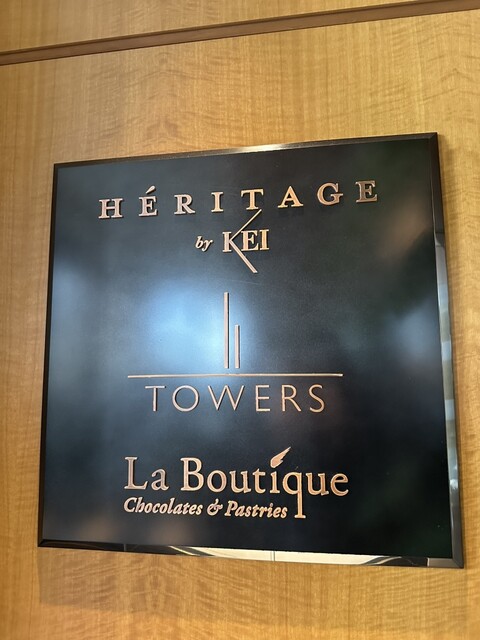 HÉRITAGE
by KEI
TOWERS
La Boutique
Chocolates & Pastries